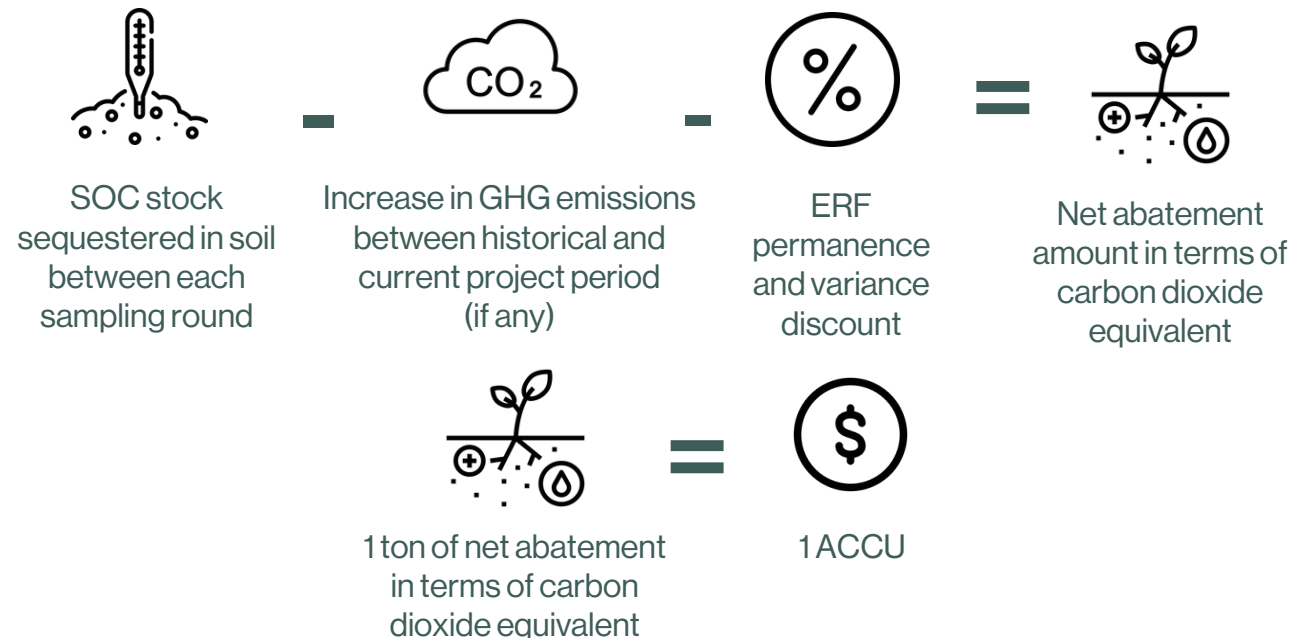 CO₂
-
-
%
=
SOC stock
sequestered in soil
between each
sampling round
Increase in GHG emissions
between historical and
current project period
(if any)
ERF
permanence
and variance
discount
Net abatement
amount in terms of
carbon dioxide
equivalent
=
$
1 ton of net abatement
in terms of carbon
dioxide equivalent
1 ACCU